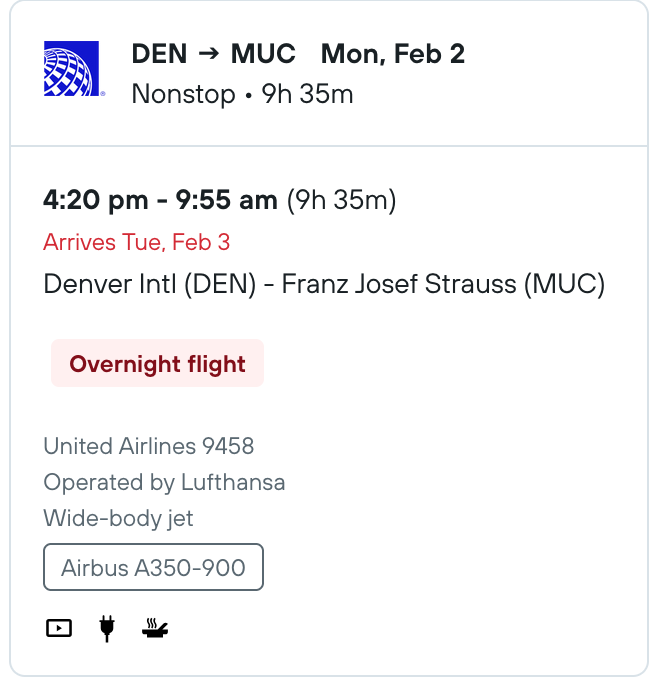 DEN → MUC Mon, Feb 2
Nonstop • 9h 35m
4:20 pm - 9:55 am (9h 35m)
Arrives Tue, Feb 3
Denver Intl (DEN) - Franz Josef Strauss (MUC)
Overnight flight
United Airlines 9458
Operated by Lufthansa
Wide-body jet
Airbus A350-900